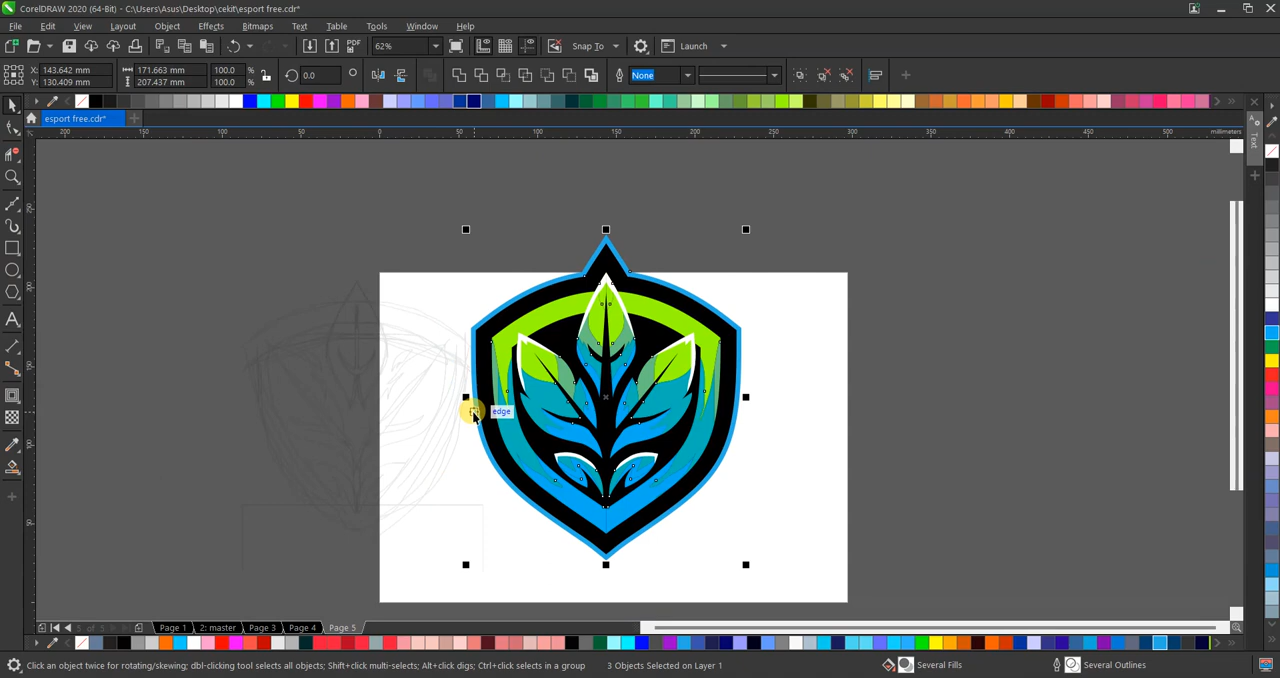 CorelDRAW 2020 (64-Bit) - C:\Users\Asus\Desktop\cekit\esport free.cdr*
File Edit View Layout Object Effects Bitmaps Text Table Tools Window Help
PDF 62% Snap To Launch
X: 143.642 mm 171.663 mm 100.0 % 0.0 None
Y: 130.409 mm 207.437 mm 100.0 %
esport free.cdr*
200 150 100 50 0 50 100 150 200 250 300 350 400 450 500 millimeters
Text
edge
5 of 5 Page 1 2: master Page 3 Page 4 Page 5
Click an object twice for rotating/skewing; dbl-clicking tool selects all objects; Shift+click multi-selects; Alt+click digs; Ctrl+click selects in a group 3 Objects Selected on Layer 1 Several Fills Several Outlines